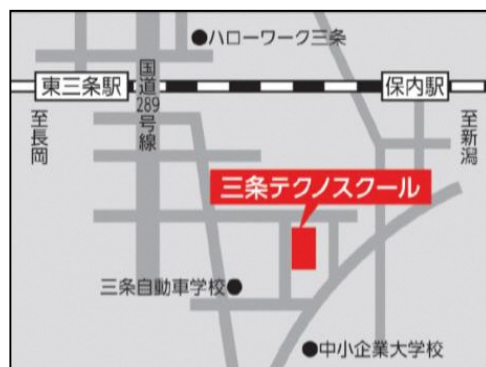 ハローワーク三条
東三条駅
国道289号線
保内駅
至長岡
至新潟
三条テクノスクール
三条自動車学校
中小企業大学校